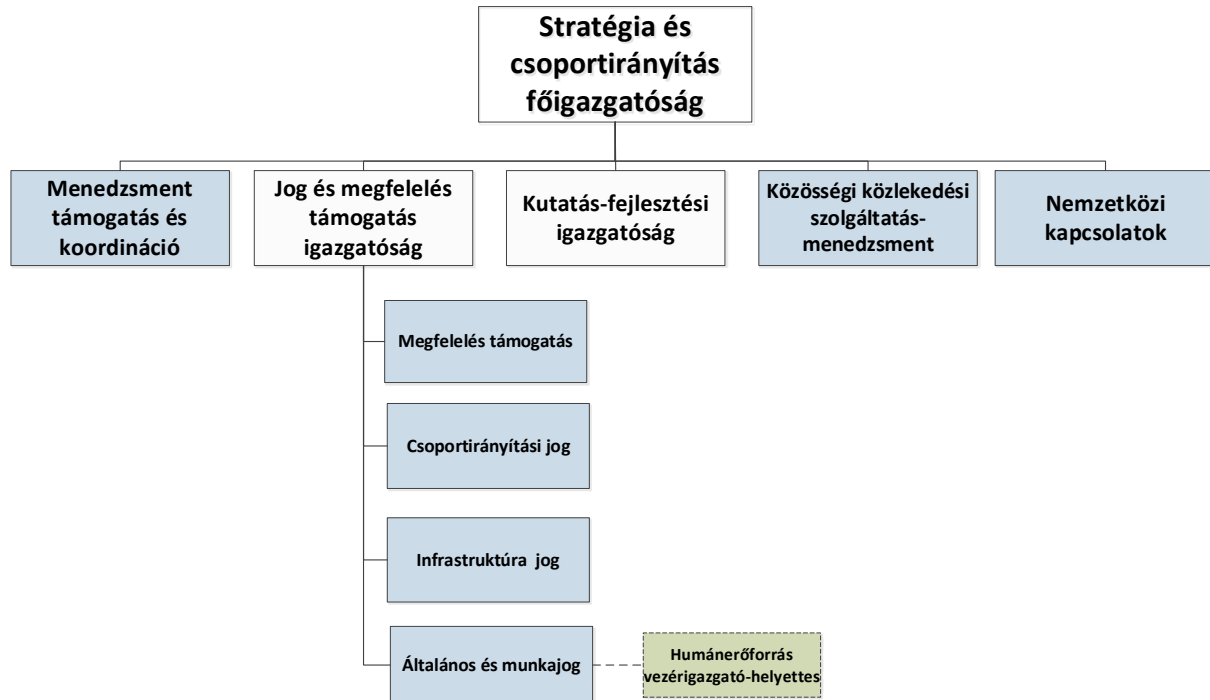 Stratégia és
csoportirányítás
főigazgatóság
Menedzsment
támogatás és
koordináció
Jog és megfelelés
támogatás
igazgatóság
Kutatás-fejlesztési
igazgatóság
Közösségi közlekedési
szolgáltatás-
menedzsment
Nemzetközi
kapcsolatok
Megfelelés támogatás
Csoportirányítási jog
Infrastruktúra jog
Általános és munkajog
Humánerőforrás
vezérigazgató-helyettes